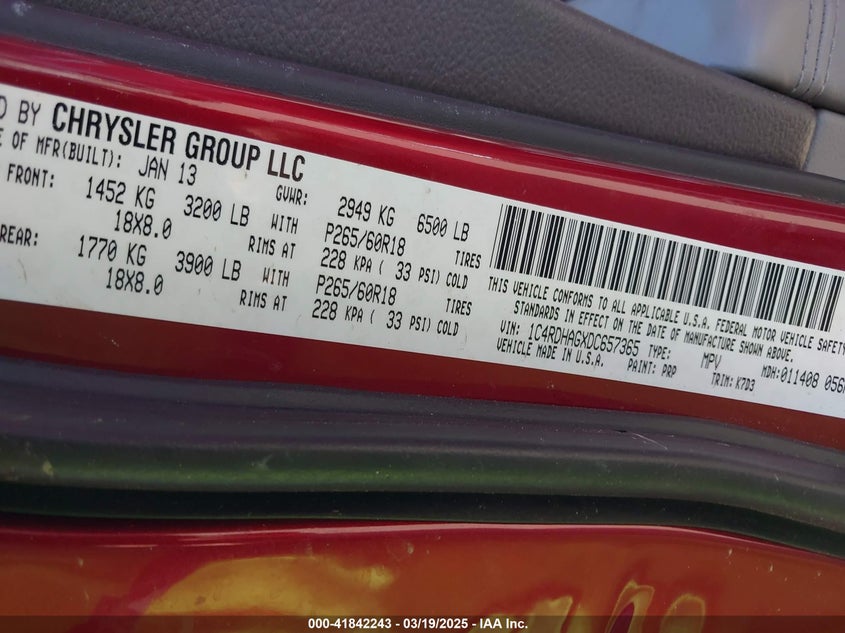 D BY CHRYSLER GROUP LLC
E OF MFR(BUILT): JAN 13 GVWR: 2949 KG 6500 LB
FRONT: 1452 KG 3200 LB WITH P265/60R18 TIRES
18X8.0 RIMS AT 228 KPA ( 33 PSI) COLD
REAR: 1770 KG 3900 LB WITH P265/60R18 TIRES
18X8.0 RIMS AT 228 KPA ( 33 PSI) COLD
THIS VEHICLE CONFORMS TO ALL APPLICABLE U.S.A. FEDERAL MOTOR VEHICLE SAFETY
STANDARDS IN EFFECT ON THE DATE OF MANUFACTURE SHOWN ABOVE.
VIN: 1C4RDHAGXDC657365 TYPE: MPV MDH:011408 056
VEHICLE MADE IN U.S.A. PAINT: PRP TRIM: K7D3
000-41842243 - 03/19/2025 - IAA Inc.